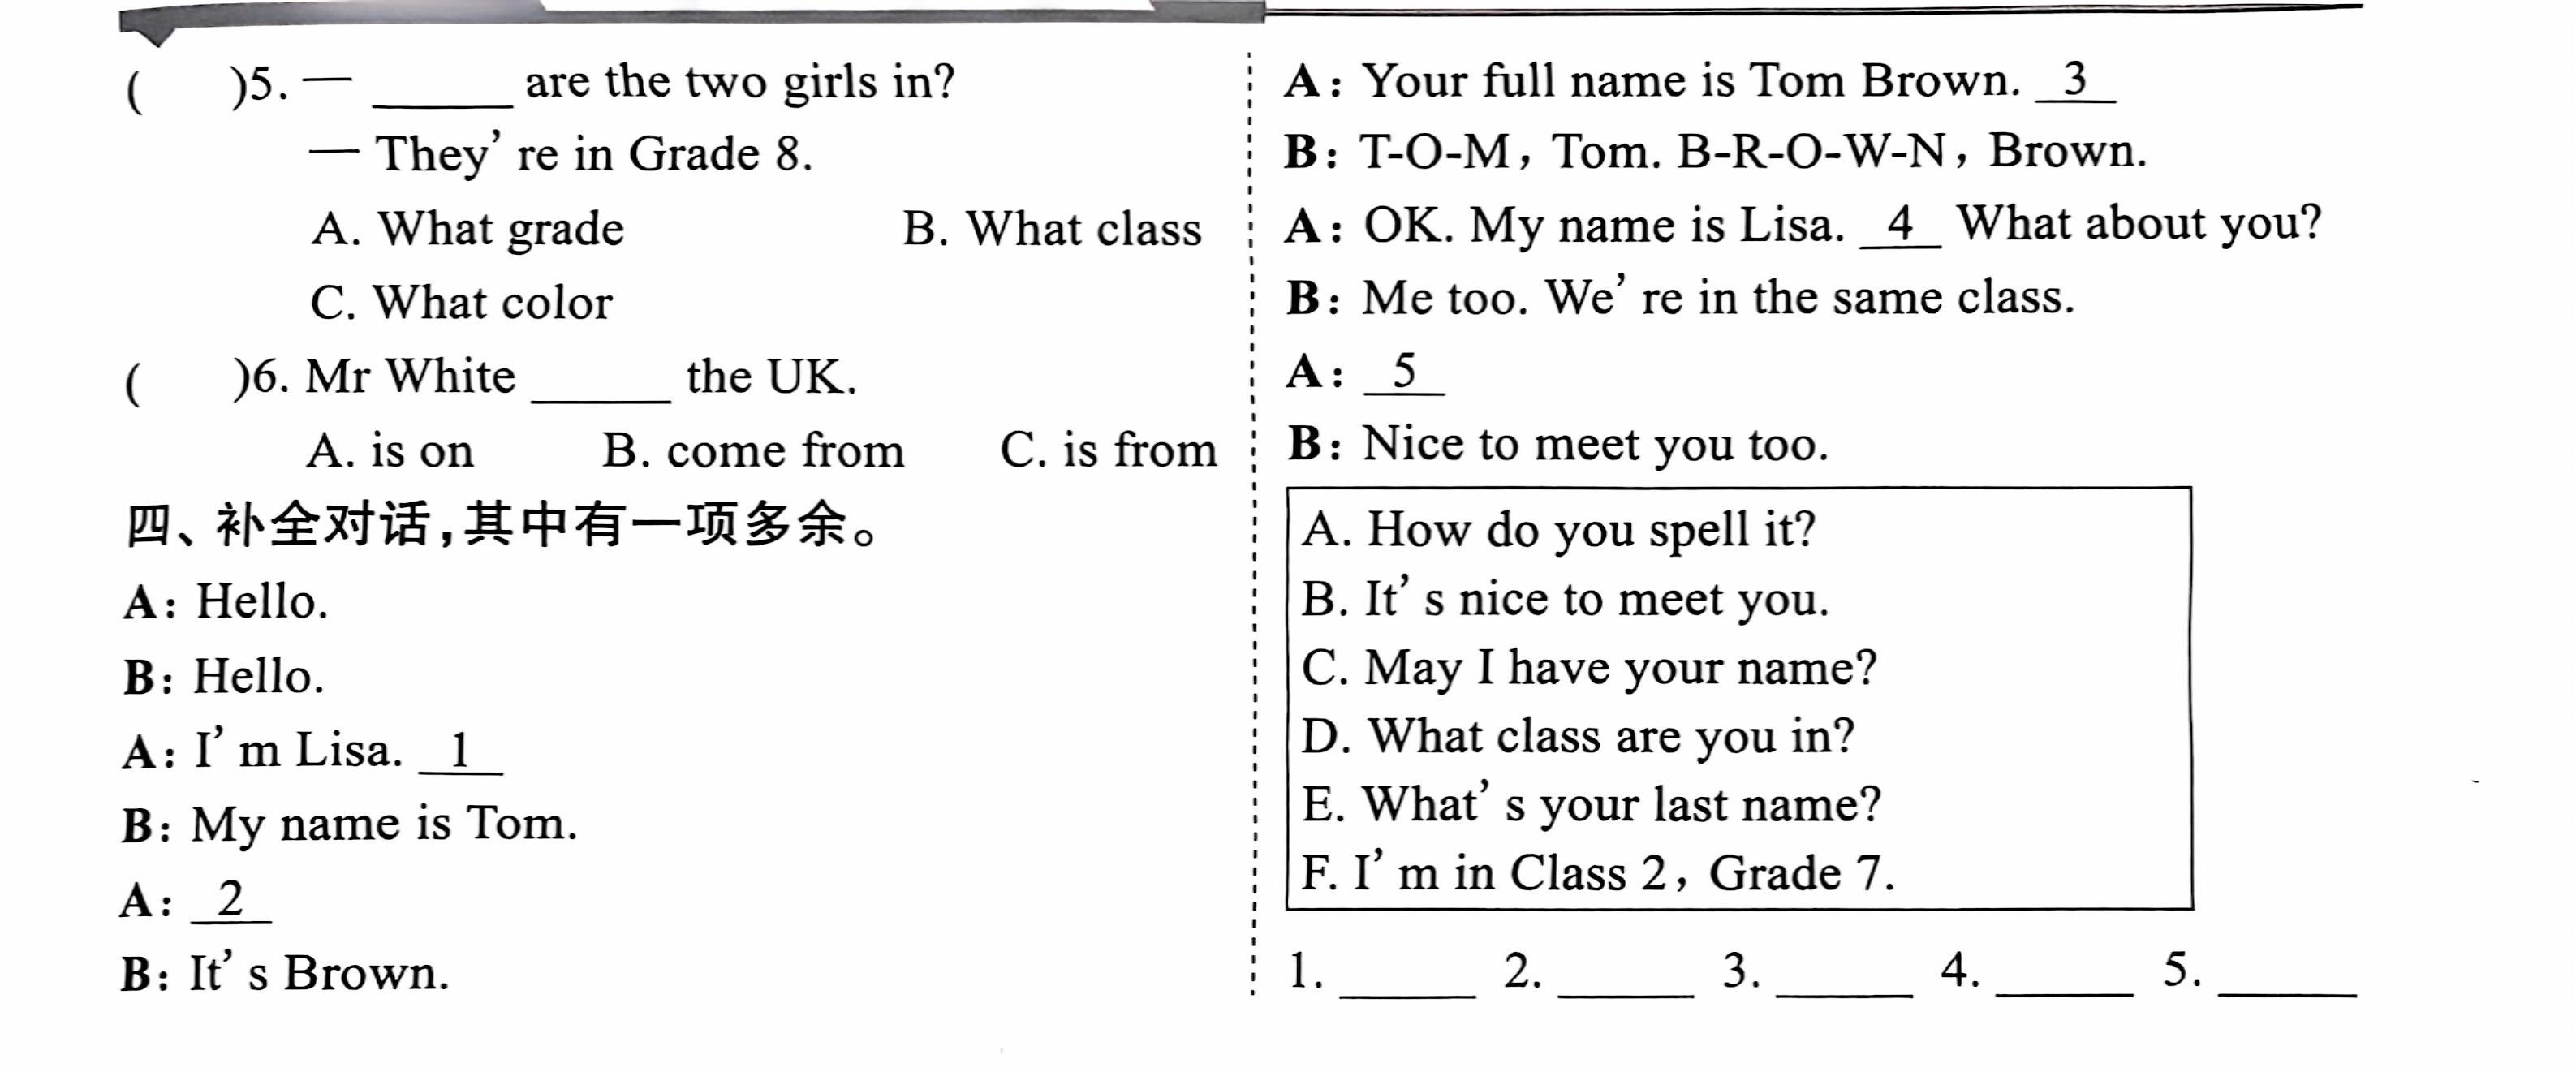 (  )5. — ______ are the two girls in?
— They're in Grade 8.
A. What grade  B. What class
C. What color
(  )6. Mr White ______ the UK.
A. is on  B. come from  C. is from
四、补全对话,其中有一项多余。
A: Hello.
B: Hello.
A: I'm Lisa. 1
B: My name is Tom.
A: 2
B: It's Brown.
A: Your full name is Tom Brown. 3
B: T-O-M, Tom. B-R-O-W-N, Brown.
A: OK. My name is Lisa. 4 What about you?
B: Me too. We're in the same class.
A: 5
B: Nice to meet you too.
A. How do you spell it?
B. It's nice to meet you.
C. May I have your name?
D. What class are you in?
E. What's your last name?
F. I'm in Class 2, Grade 7.
1. ______ 2. ______ 3. ______ 4. ______ 5. ______